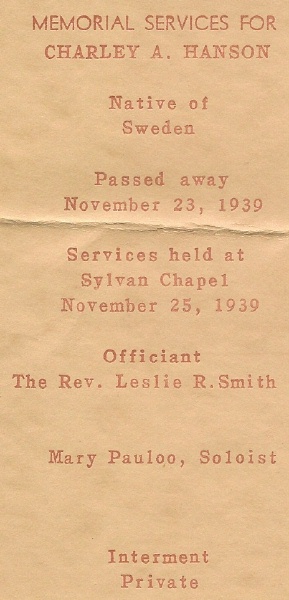 MEMORIAL SERVICES FOR
CHARLEY A. HANSON
Native of
Sweden
Passed away
November 23, 1939
Services held at
Sylvan Chapel
November 25, 1939
Officiant
The Rev. Leslie R.Smith
Mary Pauloo, Soloist
Interment
Private